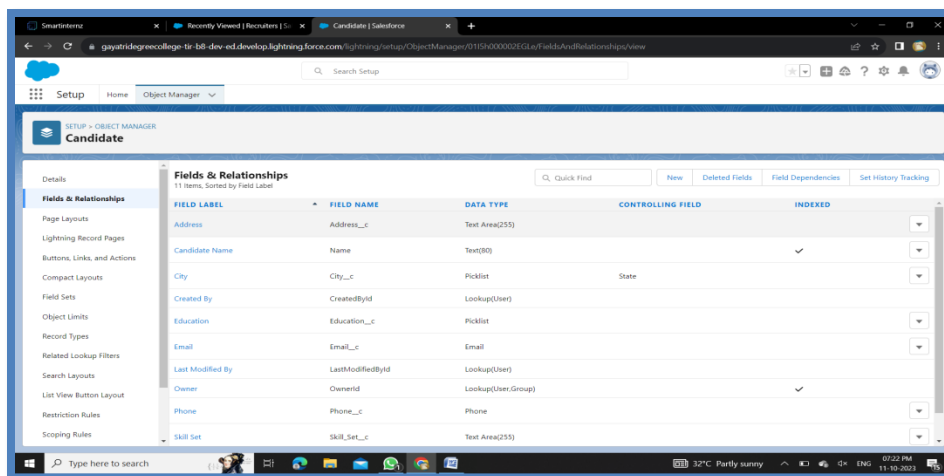 Smartinternz
Recently Viewed | Recruiters | Sa
Candidate | Salesforce
gayatridegreecollege-tir-b8-dev-ed.develop.lightning.force.com/lightning/setup/ObjectManager/01ISh000002EGLe/FieldsAndRelationships/view
Search Setup
Setup Home Object Manager
SETUP > OBJECT MANAGER
Candidate
Details
Fields & Relationships
Page Layouts
Lightning Record Pages
Buttons, Links, and Actions
Compact Layouts
Field Sets
Object Limits
Record Types
Related Lookup Filters
Search Layouts
List View Button Layout
Restriction Rules
Scoping Rules
Fields & Relationships
11 Items, Sorted by Field Label
Quick Find New Deleted Fields Field Dependencies Set History Tracking
FIELD LABEL FIELD NAME DATA TYPE CONTROLLING FIELD INDEXED
Address Address__c Text Area(255)
Candidate Name Name Text(80)
City City__c Picklist State
Created By CreatedById Lookup(User)
Education Education__c Picklist
Email Email__c Email
Last Modified By LastModifiedById Lookup(User)
Owner OwnerId Lookup(User,Group)
Phone Phone__c Phone
Skill Set Skill_Set__c Text Area(255)
Type here to search
32°C Partly sunny ENG 07:22 PM
11-10-2023